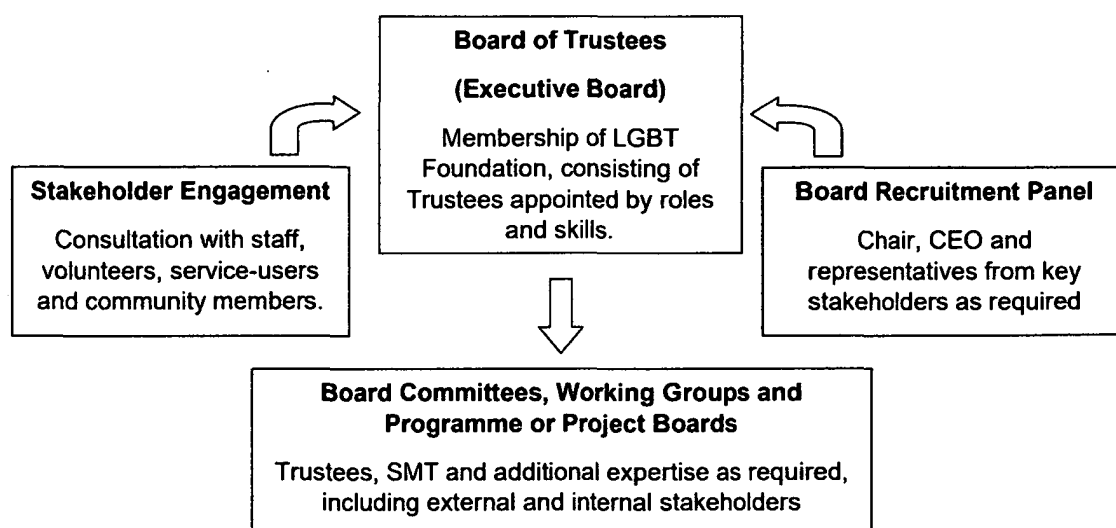 Board of Trustees
(Executive Board)
Membership of LGBT
Foundation, consisting of
Trustees appointed by roles
and skills.
Stakeholder Engagement
Consultation with staff,
volunteers, service-users
and community members.
Board Recruitment Panel
Chair, CEO and
representatives from key
stakeholders as required
Board Committees, Working Groups and
Programme or Project Boards
Trustees, SMT and additional expertise as required,
including external and internal stakeholders